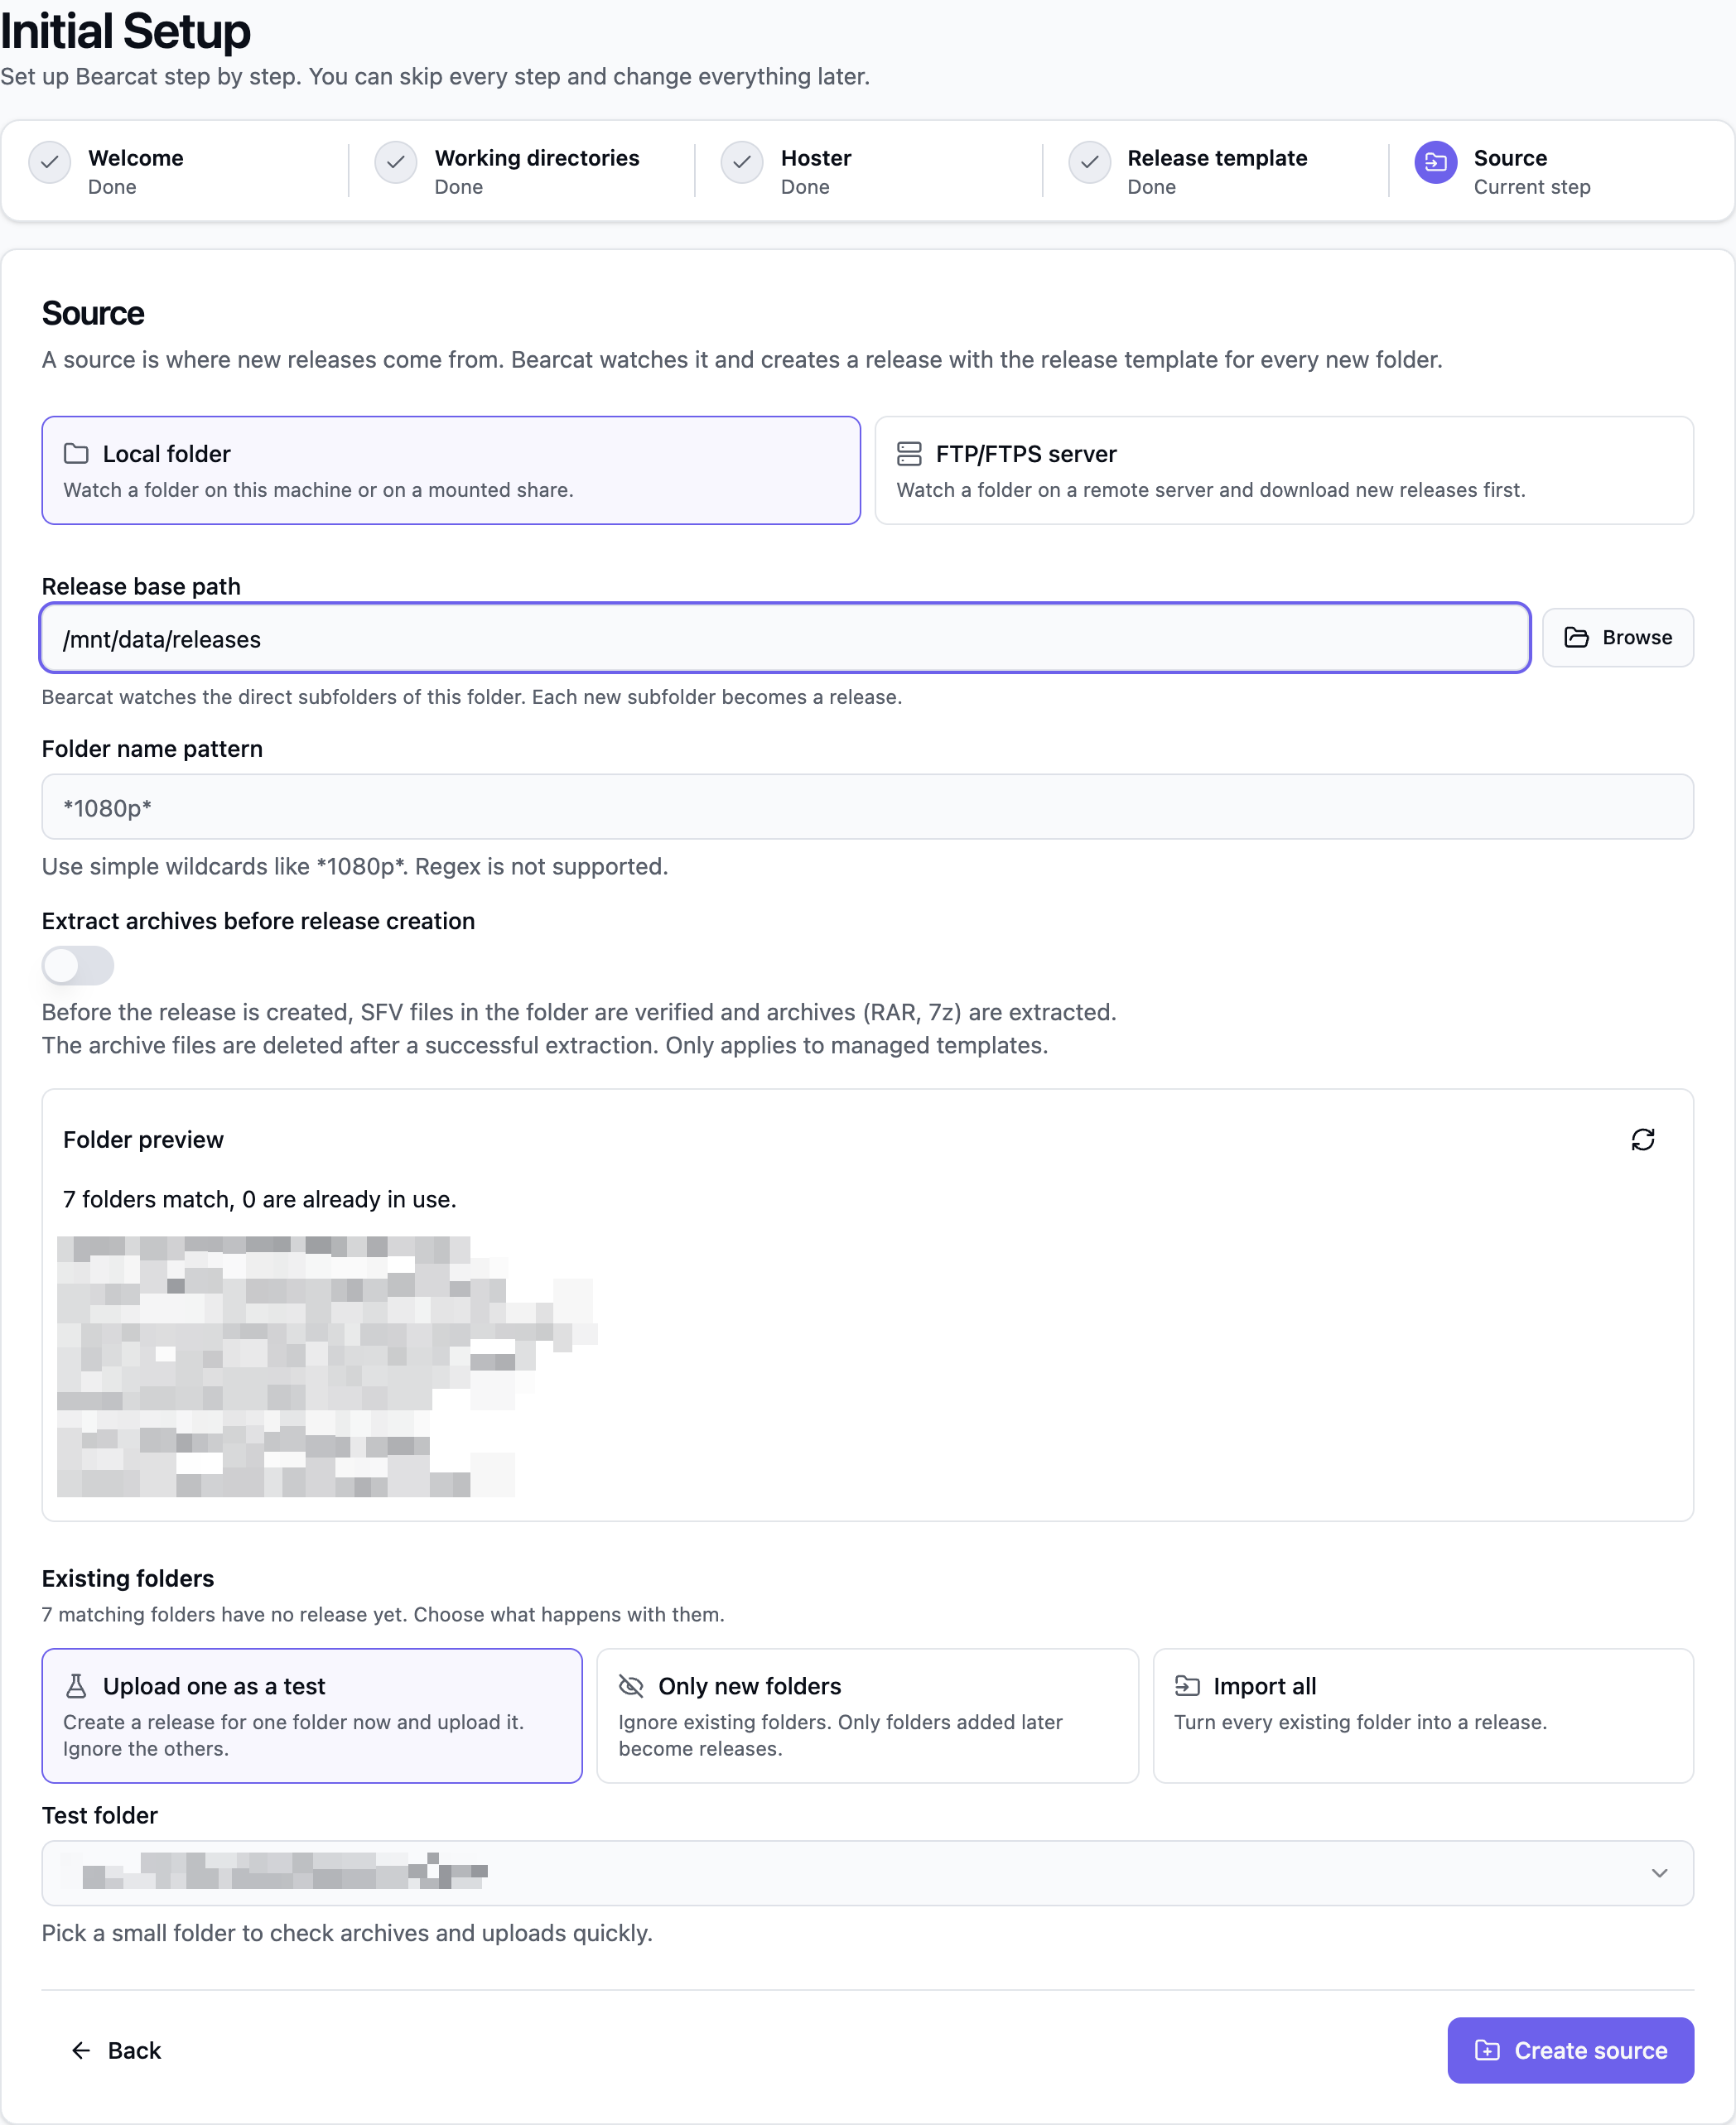 Initial Setup
Set up Bearcat step by step. You can skip every step and change everything later.
Welcome
Done
Working directories
Done
Hoster
Done
Release template
Done
Source
Current step
Source
A source is where new releases come from. Bearcat watches it and creates a release with the release template for every new folder.
Local folder
Watch a folder on this machine or on a mounted share.
FTP/FTPS server
Watch a folder on a remote server and download new releases first.
Release base path
/mnt/data/releases
Browse
Bearcat watches the direct subfolders of this folder. Each new subfolder becomes a release.
Folder name pattern
*1080p*
Use simple wildcards like *1080p*. Regex is not supported.
Extract archives before release creation
Before the release is created, SFV files in the folder are verified and archives (RAR, 7z) are extracted.
The archive files are deleted after a successful extraction. Only applies to managed templates.
Folder preview
7 folders match, 0 are already in use.
Existing folders
7 matching folders have no release yet. Choose what happens with them.
Upload one as a test
Create a release for one folder now and upload it.
Ignore the others.
Only new folders
Ignore existing folders. Only folders added later
become releases.
Import all
Turn every existing folder into a release.
Test folder
Pick a small folder to check archives and uploads quickly.
Back
Create source